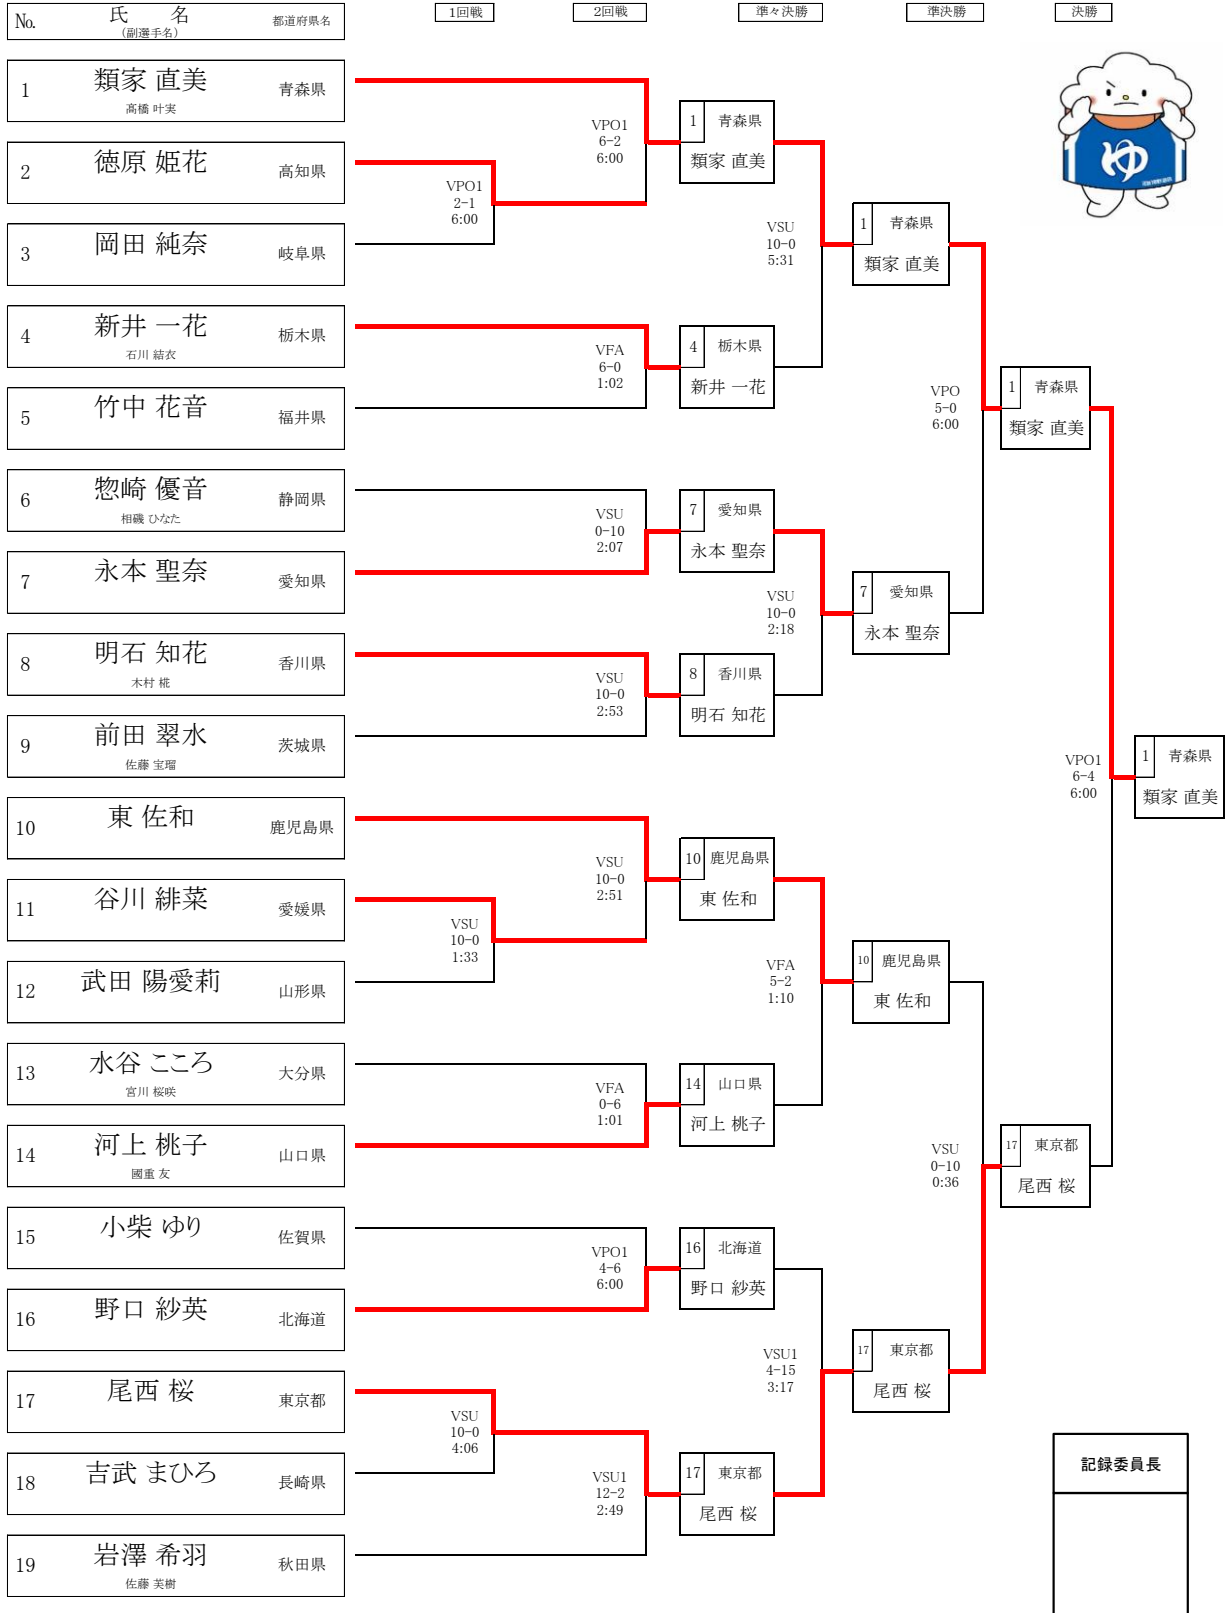 No.
氏 名
(副選手名)
都道府県名
1回戦
2回戦
準々決勝
準決勝
決勝
1 類家 直美 青森県
髙橋 叶実
2 徳原 姫花 高知県
3 岡田 純奈 岐阜県
4 新井 一花 栃木県
石川 結衣
5 竹中 花音 福井県
6 惣崎 優音 静岡県
相磯 ひなた
7 永本 聖奈 愛知県
8 明石 知花 香川県
木村 椛
9 前田 翠水 茨城県
佐藤 宝瑠
10 東 佐和 鹿児島県
11 谷川 緋菜 愛媛県
12 武田 陽愛莉 山形県
13 水谷 こころ 大分県
宮川 桜咲
14 河上 桃子 山口県
國重 友
15 小柴 ゆり 佐賀県
16 野口 紗英 北海道
17 尾西 桜 東京都
18 吉武 まひろ 長崎県
19 岩澤 希羽 秋田県
佐藤 芙樹
VPO1
2-1
6:00
VSU
10-0
1:33
VSU
10-0
4:06
VPO1
6-2
6:00
VFA
6-0
1:02
VSU
0-10
2:07
VSU
10-0
2:53
VSU
10-0
2:51
VFA
0-6
1:01
VPO1
4-6
6:00
VSU1
12-2
2:49
1 青森県
類家 直美
4 栃木県
新井 一花
7 愛知県
永本 聖奈
8 香川県
明石 知花
10 鹿児島県
東 佐和
14 山口県
河上 桃子
16 北海道
野口 紗英
17 東京都
尾西 桜
VSU
10-0
5:31
VSU
10-0
2:18
VFA
5-2
1:10
VSU1
4-15
3:17
1 青森県
類家 直美
7 愛知県
永本 聖奈
10 鹿児島県
東 佐和
17 東京都
尾西 桜
VPO
5-0
6:00
VSU
0-10
0:36
1 青森県
類家 直美
17 東京都
尾西 桜
VPO1
6-4
6:00
1 青森県
類家 直美
ゆ
記録委員長